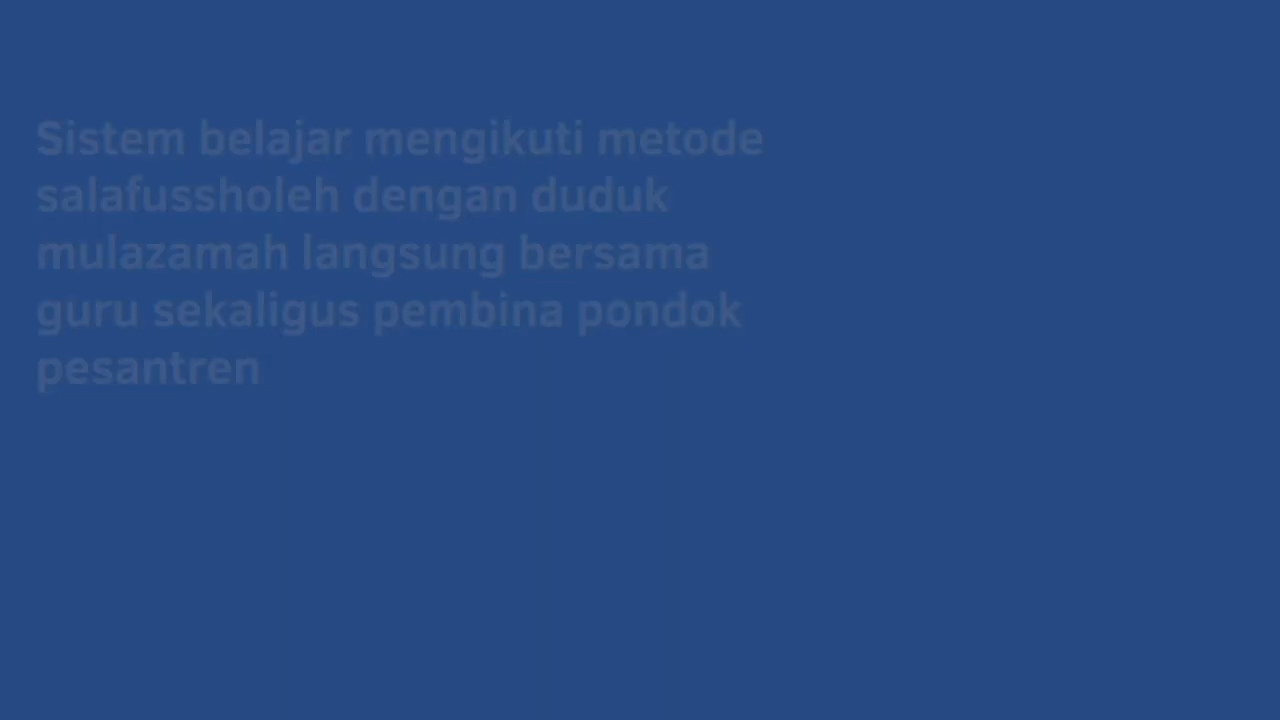 Sistem belajar mengikuti metode
salafussholeh dengan duduk
mulazamah langsung bersama
guru sekaligus pembina pondok
pesantren